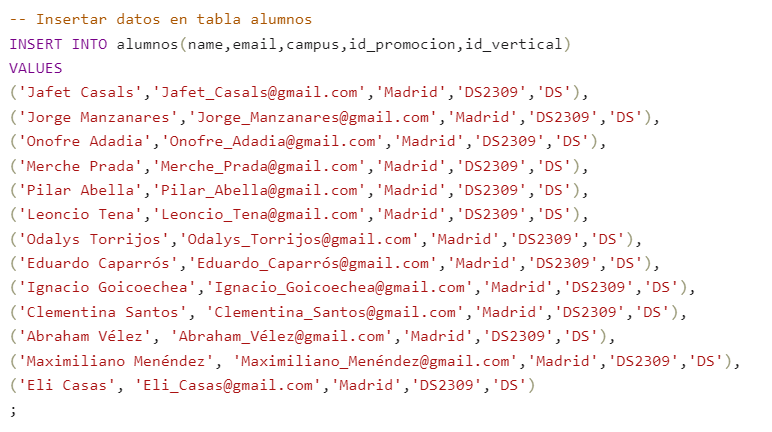 -- Insertar datos en tabla alumnos
INSERT INTO alumnos(name,email,campus,id_promocion,id_vertical)
VALUES
('Jafet Casals','Jafet_Casals@gmail.com','Madrid','DS2309','DS'),
('Jorge Manzanares','Jorge_Manzanares@gmail.com','Madrid','DS2309','DS'),
('Onofre Adadia','Onofre_Adadia@gmail.com','Madrid','DS2309','DS'),
('Merche Prada','Merche_Prada@gmail.com','Madrid','DS2309','DS'),
('Pilar Abella','Pilar_Abella@gmail.com','Madrid','DS2309','DS'),
('Leoncio Tena','Leoncio_Tena@gmail.com','Madrid','DS2309','DS'),
('Odalys Torrijos','Odalys_Torrijos@gmail.com','Madrid','DS2309','DS'),
('Eduardo Caparrós','Eduardo_Caparrós@gmail.com','Madrid','DS2309','DS'),
('Ignacio Goicoechea','Ignacio_Goicoechea@gmail.com','Madrid','DS2309','DS'),
('Clementina Santos', 'Clementina_Santos@gmail.com','Madrid','DS2309','DS'),
('Abraham Vélez', 'Abraham_Vélez@gmail.com','Madrid','DS2309','DS'),
('Maximiliano Menéndez', 'Maximiliano_Menéndez@gmail.com','Madrid','DS2309','DS'),
('Eli Casas', 'Eli_Casas@gmail.com','Madrid','DS2309','DS')
;